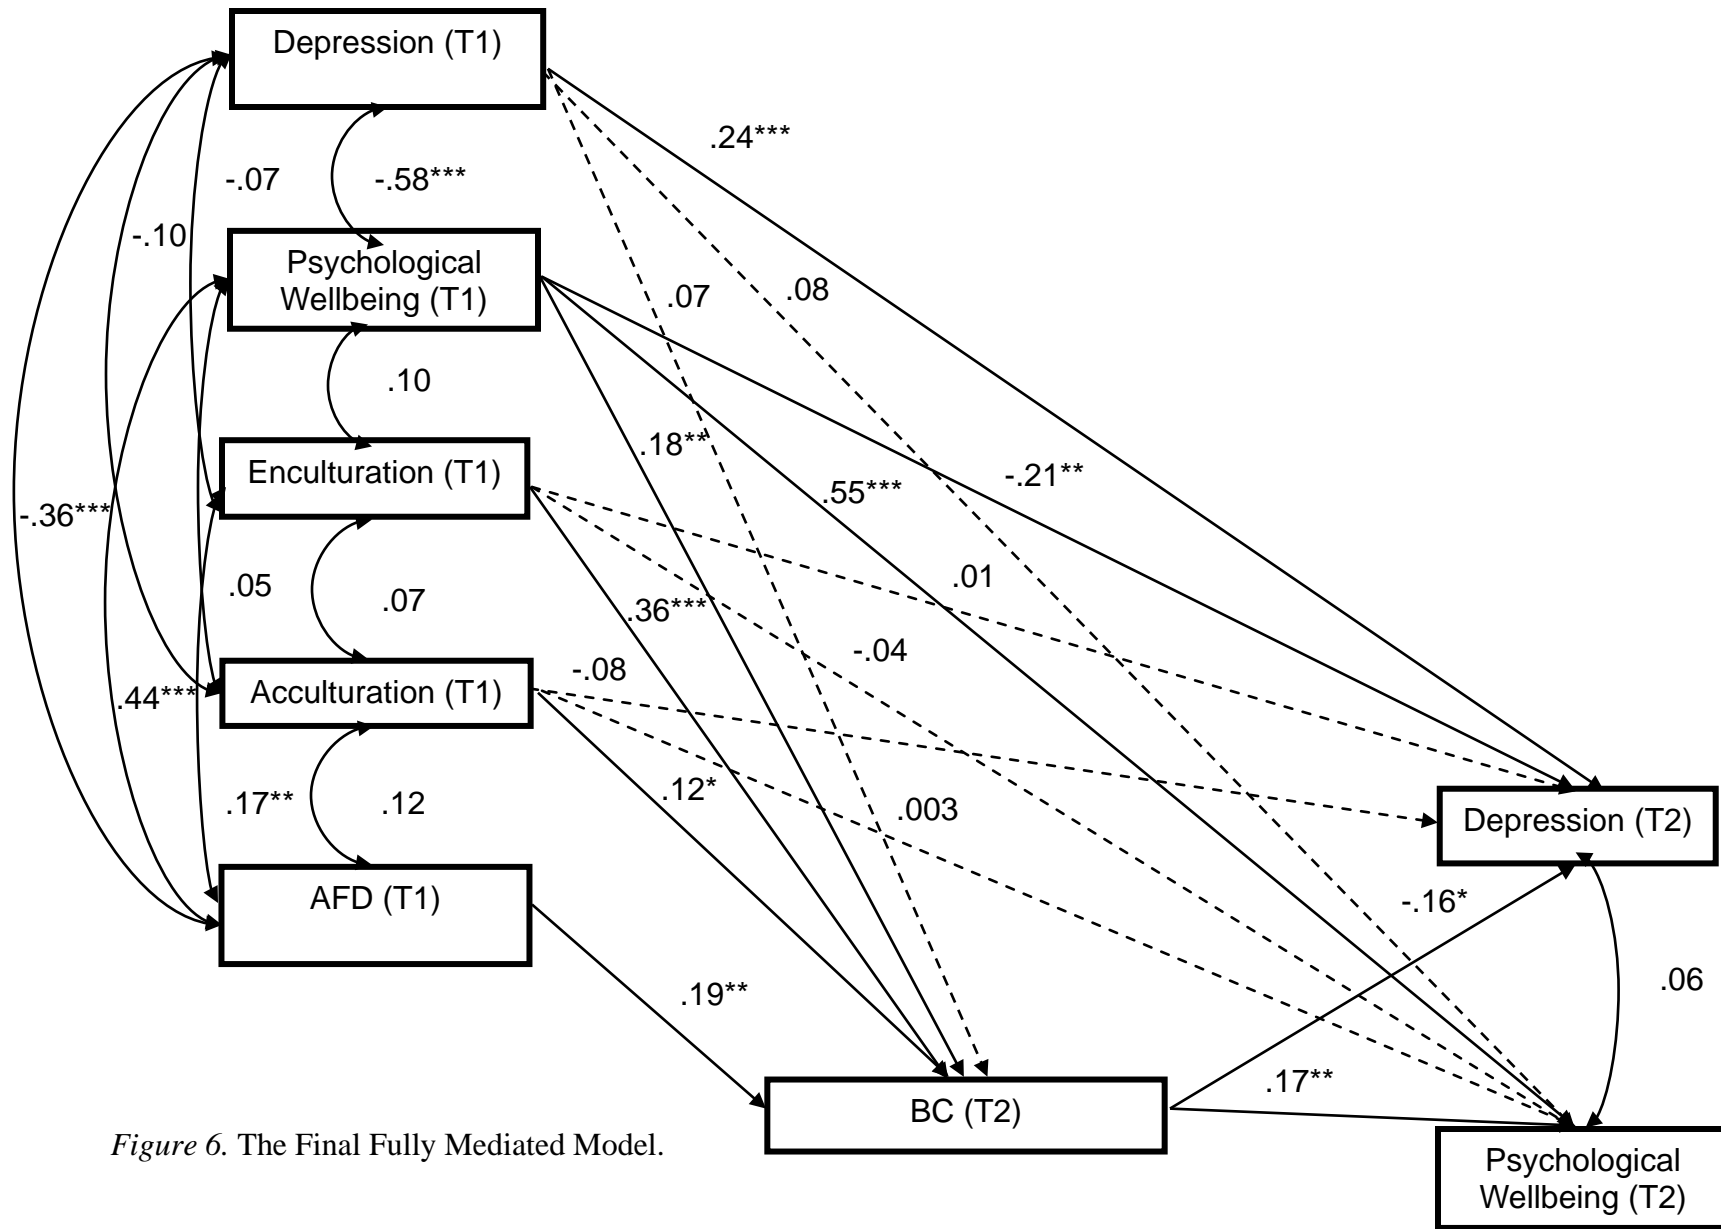 Depression (T1)
.24***
-.07
-.58***
-.10
Psychological
Wellbeing (T1)
.07
.08
.10
.18**
-.21**
Enculturation (T1)
.55***
-.36***
.05
.07
.01
.36***
-.04
-.08
Acculturation (T1)
.44***
.12*
.17**
.12
.003
Depression (T2)
AFD (T1)
-.16*
.19**
.06
.17**
BC (T2)
Figure 6. The Final Fully Mediated Model.
Psychological
Wellbeing (T2)